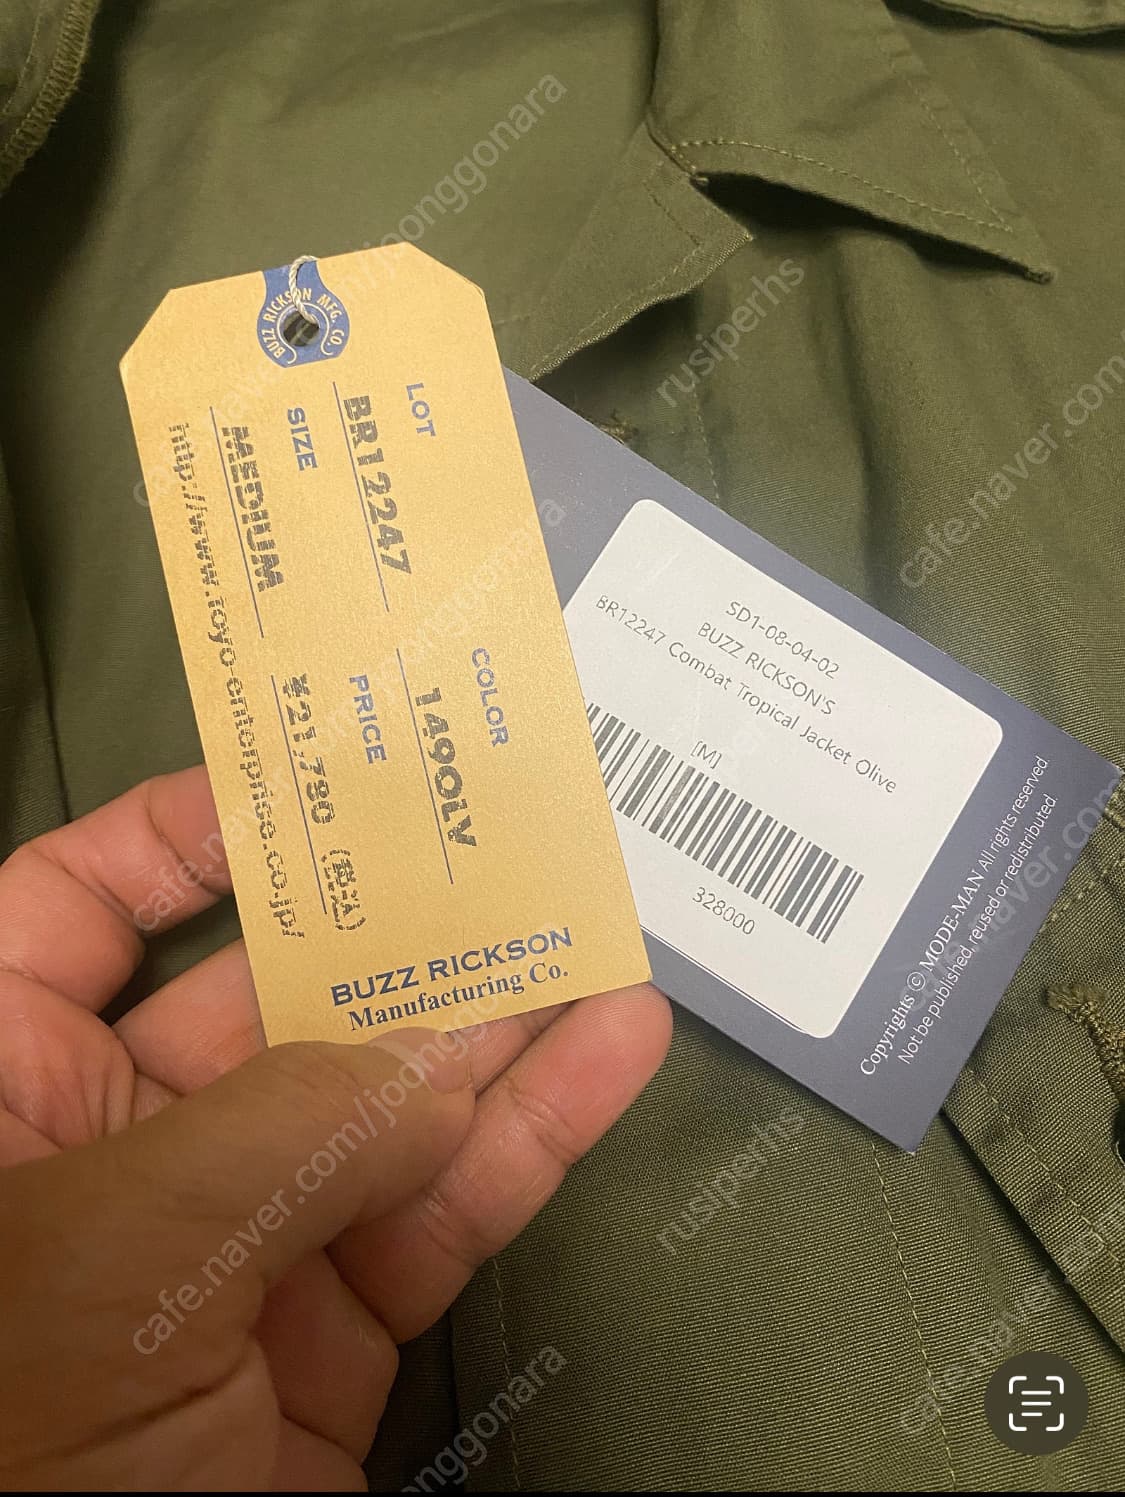 BUZZ RICKSON MFG. CO.
LOT
BR12247
COLOR
149OLV
SIZE
MEDIUM
PRICE
¥21,780 (税込)
http://www.toyo-enterprise.co.jp/
BUZZ RICKSON
Manufacturing Co.
SD1-08-04-02
BUZZ RICKSON'S
BR12247 Combat Tropical Jacket Olive
[M]
328000
Copyrights © MODE-MAN All rights reserved.
Not be published, reused or redistributed.
cafe.naver.com/joonggonara
rusiperhs